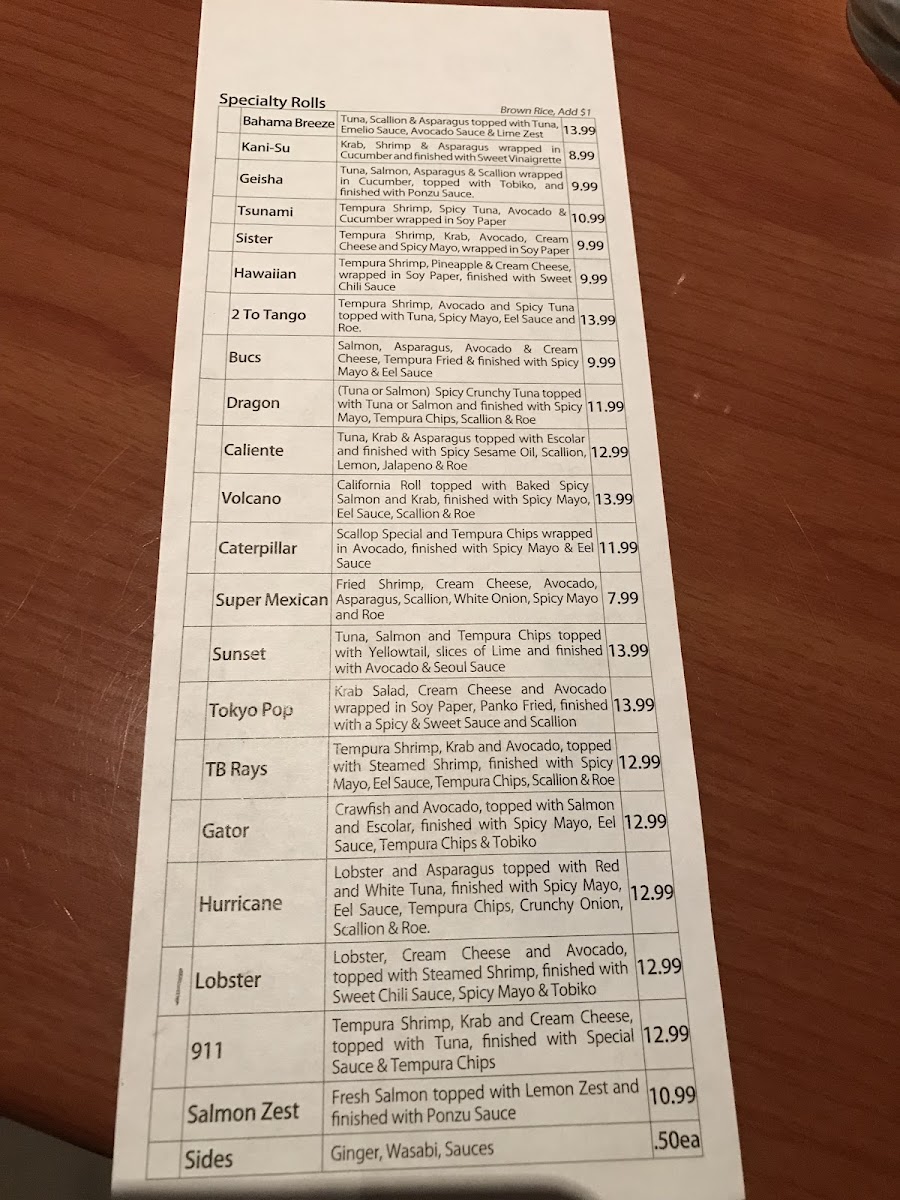 Specialty Rolls
Brown Rice, Add $1
Bahama Breeze Tuna, Scallion & Asparagus topped with Tuna, 13.99
Emelio Sauce, Avocado Sauce & Lime Zest
Kani-Su Krab, Shrimp & Asparagus wrapped in 8.99
Cucumber and finished with Sweet Vinaigrette
Geisha Tuna, Salmon, Asparagus & Scallion wrapped
in Cucumber, topped with Tobiko, and 9.99
finished with Ponzu Sauce.
Tsunami Tempura Shrimp, Spicy Tuna, Avocado & 10.99
Cucumber wrapped in Soy Paper
Sister Tempura Shrimp, Krab, Avocado, Cream 9.99
Cheese and Spicy Mayo, wrapped in Soy Paper
Hawaiian Tempura Shrimp, Pineapple & Cream Cheese,
wrapped in Soy Paper, finished with Sweet 9.99
Chili Sauce
2 To Tango Tempura Shrimp, Avocado and Spicy Tuna
topped with Tuna, Spicy Mayo, Eel Sauce and 13.99
Roe.
Bucs Salmon, Asparagus, Avocado & Cream
Cheese, Tempura Fried & finished with Spicy 9.99
Mayo & Eel Sauce
Dragon (Tuna or Salmon) Spicy Crunchy Tuna topped
with Tuna or Salmon and finished with Spicy 11.99
Mayo, Tempura Chips, Scallion & Roe
Caliente Tuna, Krab & Asparagus topped with Escolar
and finished with Spicy Sesame Oil, Scallion, 12.99
Lemon, Jalapeno & Roe
Volcano California Roll topped with Baked Spicy
Salmon and Krab, finished with Spicy Mayo, 13.99
Eel Sauce, Scallion & Roe
Caterpillar Scallop Special and Tempura Chips wrapped
in Avocado, finished with Spicy Mayo & Eel 11.99
Sauce
Super Mexican Fried Shrimp, Cream Cheese, Avocado,
Asparagus, Scallion, White Onion, Spicy Mayo 7.99
and Roe
Sunset Tuna, Salmon and Tempura Chips topped
with Yellowtail, slices of Lime and finished 13.99
with Avocado & Seoul Sauce
Tokyo Pop Krab Salad, Cream Cheese and Avocado
wrapped in Soy Paper, Panko Fried, finished 13.99
with a Spicy & Sweet Sauce and Scallion
TB Rays Tempura Shrimp, Krab and Avocado, topped
with Steamed Shrimp, finished with Spicy 12.99
Mayo, Eel Sauce, Tempura Chips, Scallion & Roe
Gator Crawfish and Avocado, topped with Salmon
and Escolar, finished with Spicy Mayo, Eel 12.99
Sauce, Tempura Chips & Tobiko
Hurricane Lobster and Asparagus topped with Red
and White Tuna, finished with Spicy Mayo, 12.99
Eel Sauce, Tempura Chips, Crunchy Onion,
Scallion & Roe.
Lobster Lobster, Cream Cheese and Avocado,
topped with Steamed Shrimp, finished with 12.99
Sweet Chili Sauce, Spicy Mayo & Tobiko
911 Tempura Shrimp, Krab and Cream Cheese,
topped with Tuna, finished with Special 12.99
Sauce & Tempura Chips
Salmon Zest Fresh Salmon topped with Lemon Zest and 10.99
finished with Ponzu Sauce
Sides Ginger, Wasabi, Sauces .50ea